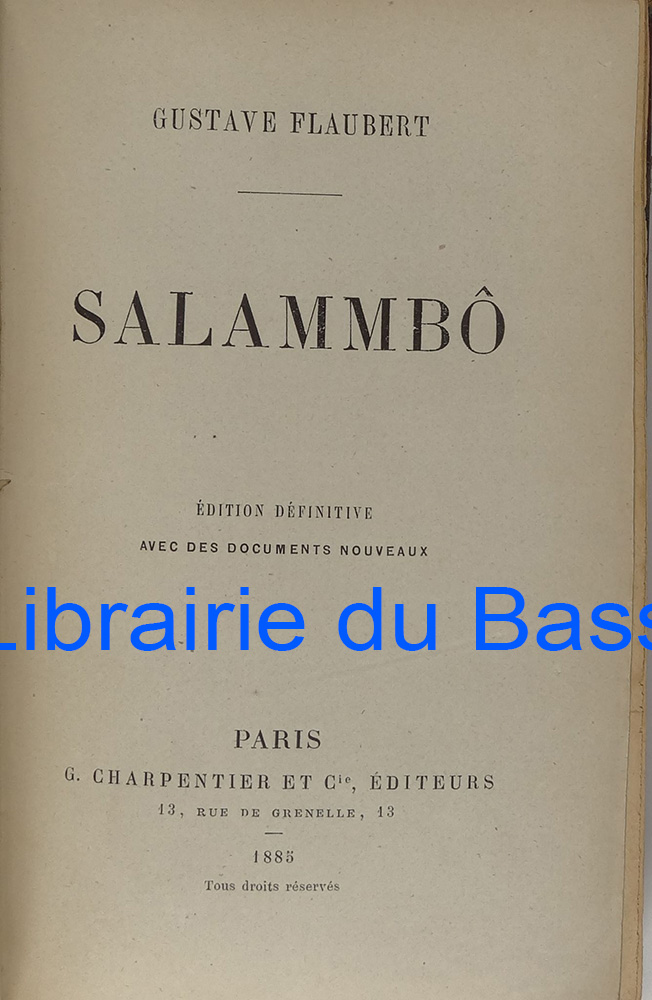 GUSTAVE FLAUBERT
SALAMMBÔ
ÉDITION DÉFINITIVE
AVEC DES DOCUMENTS NOUVEAUX
Librairie du Bass
PARIS
G. CHARPENTIER ET Cie, ÉDITEURS
13, RUE DE GRENELLE, 13
1885
Tous droits réservés